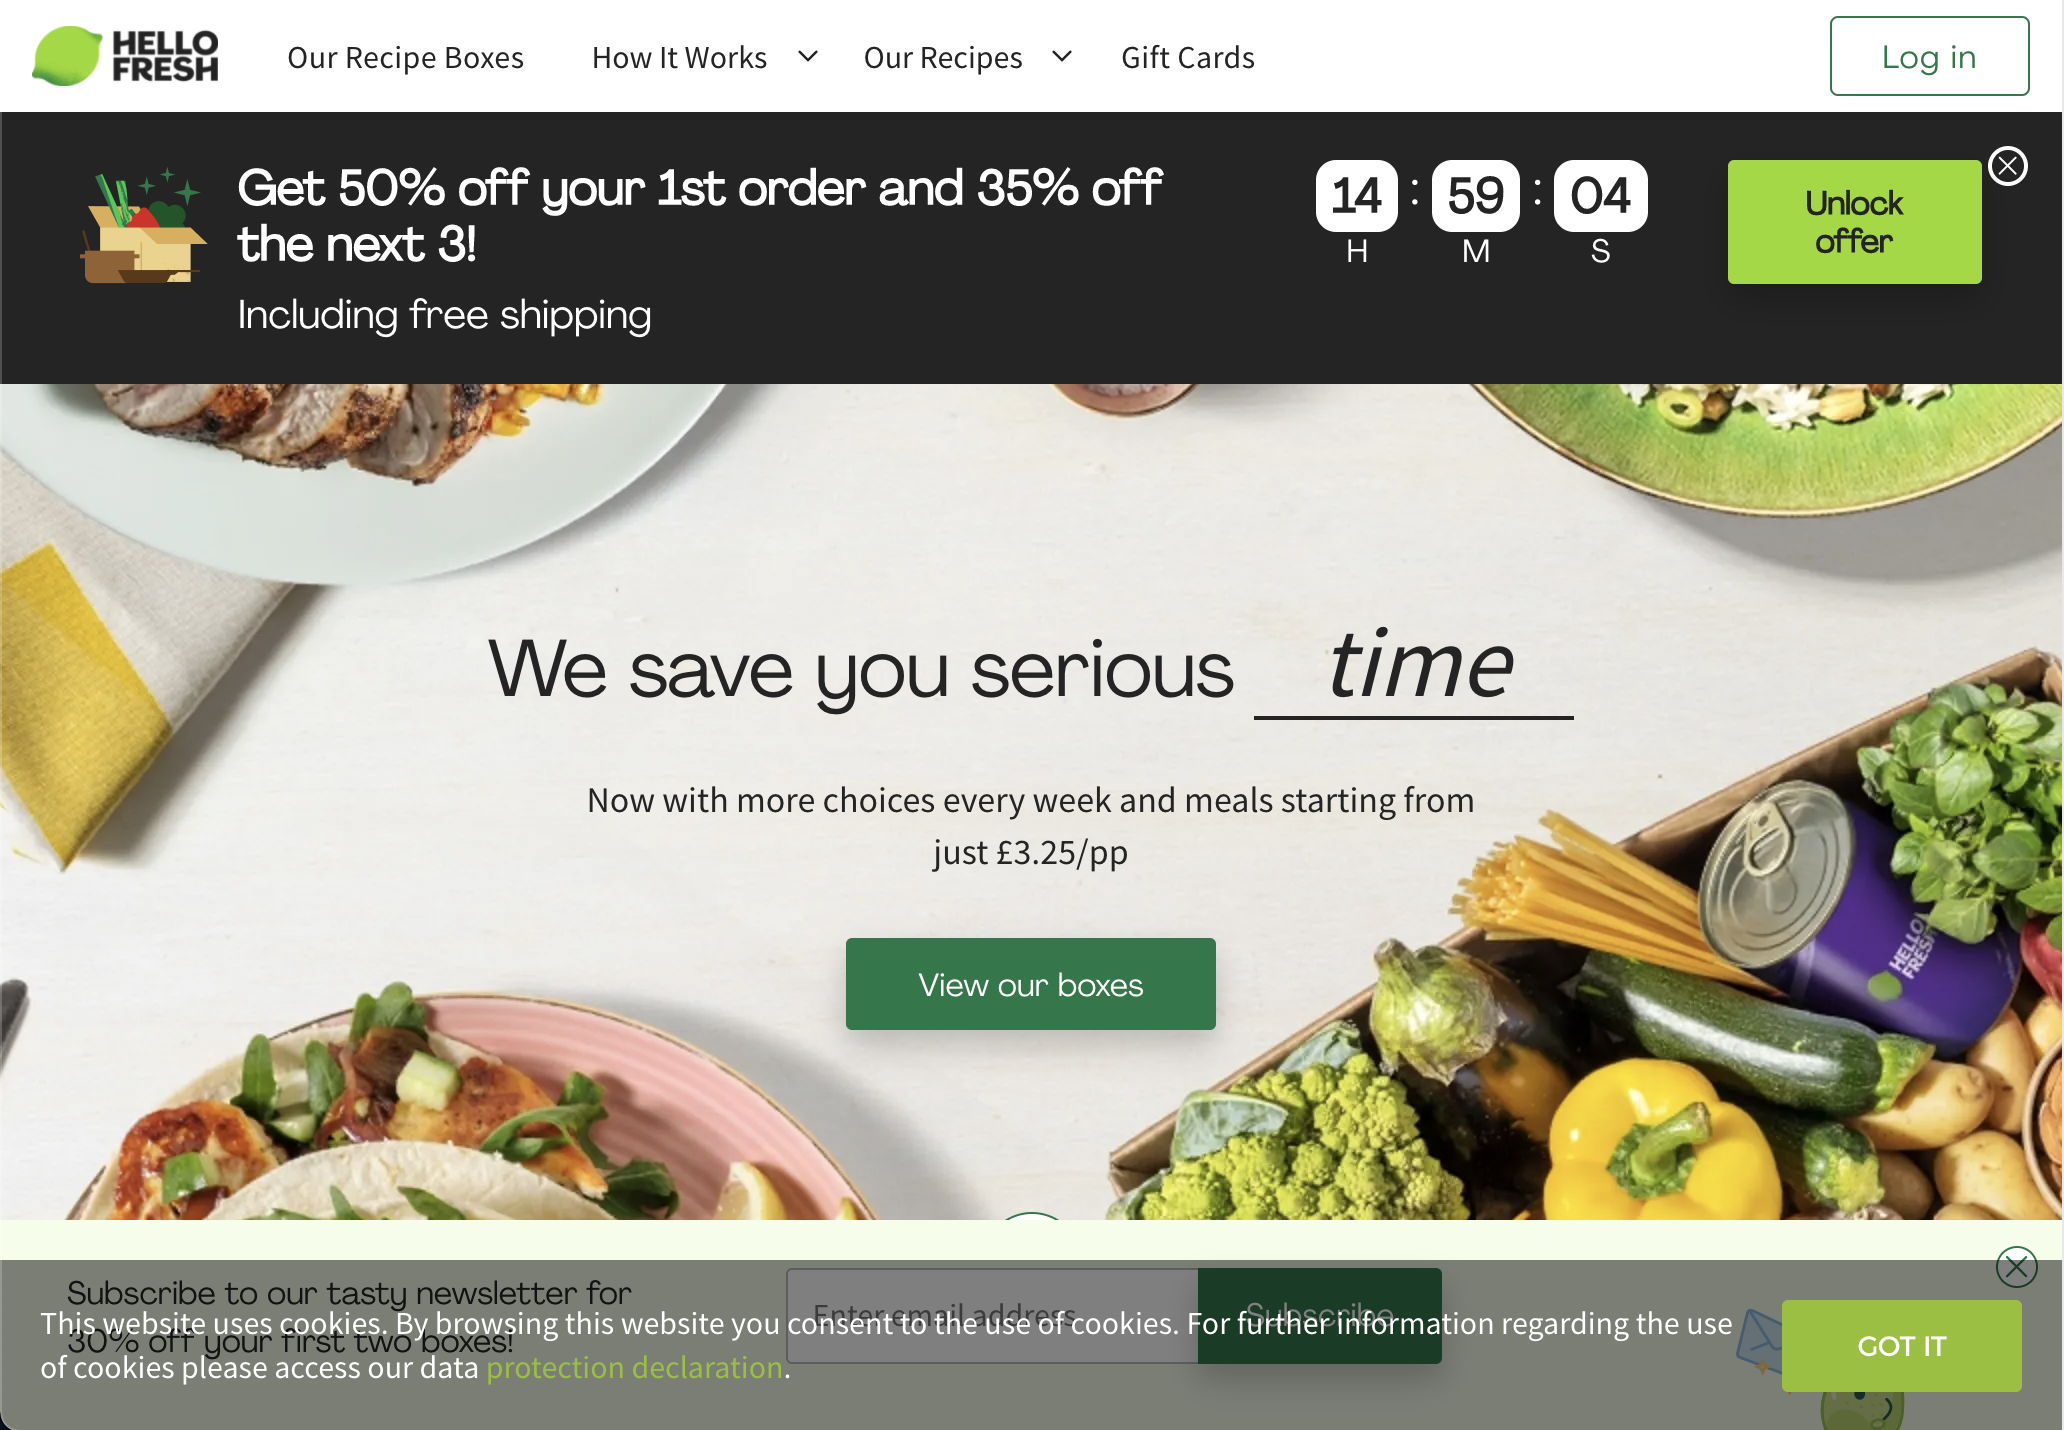 HELLO
FRESH
Our Recipe Boxes
How It Works
Our Recipes
Gift Cards
Log in
Get 50% off your 1st order and 35% off
the next 3!
Including free shipping
14 : 59 : 04
H M S
Unlock
offer
We save you serious time
Now with more choices every week and meals starting from
just £3.25/pp
View our boxes
HELLO
FRESH
Subscribe to our tasty newsletter for
30% off your first two boxes!
Enter email address
Subscribe
This website uses cookies. By browsing this website you consent to the use of cookies. For further information regarding the use
of cookies please access our data protection declaration.
GOT IT